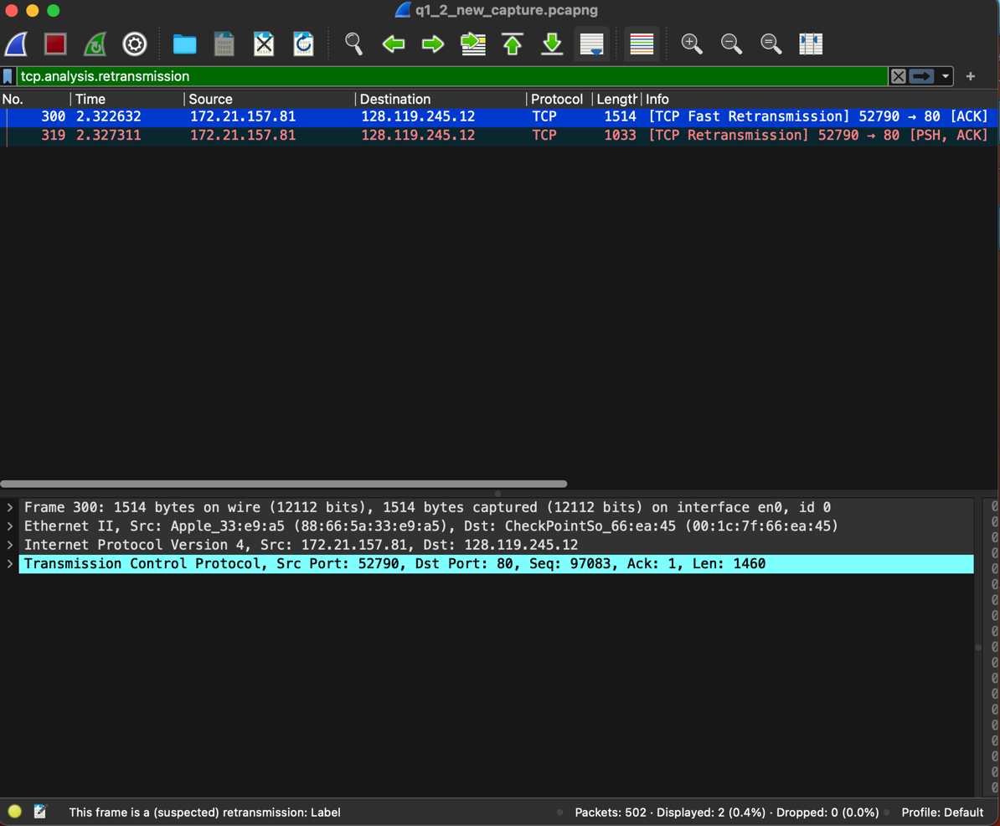 q1_2_new_capture.pcapng
tcp.analysis.retransmission
No. Time Source Destination Protocol Length Info
300 2.322632 172.21.157.81 128.119.245.12 TCP 1514 [TCP Fast Retransmission] 52790 → 80 [ACK]
319 2.327311 172.21.157.81 128.119.245.12 TCP 1033 [TCP Retransmission] 52790 → 80 [PSH, ACK]
Frame 300: 1514 bytes on wire (12112 bits), 1514 bytes captured (12112 bits) on interface en0, id 0
Ethernet II, Src: Apple_33:e9:a5 (88:66:5a:33:e9:a5), Dst: CheckPointSo_66:ea:45 (00:1c:7f:66:ea:45)
Internet Protocol Version 4, Src: 172.21.157.81, Dst: 128.119.245.12
Transmission Control Protocol, Src Port: 52790, Dst Port: 80, Seq: 97083, Ack: 1, Len: 1460
This frame is a (suspected) retransmission: Label
Packets: 502 · Displayed: 2 (0.4%) · Dropped: 0 (0.0%)
Profile: Default